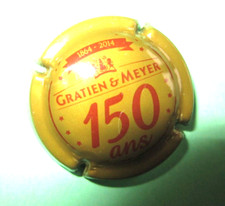 1864 - 2014
GRATIEN & MEYER
150
ans